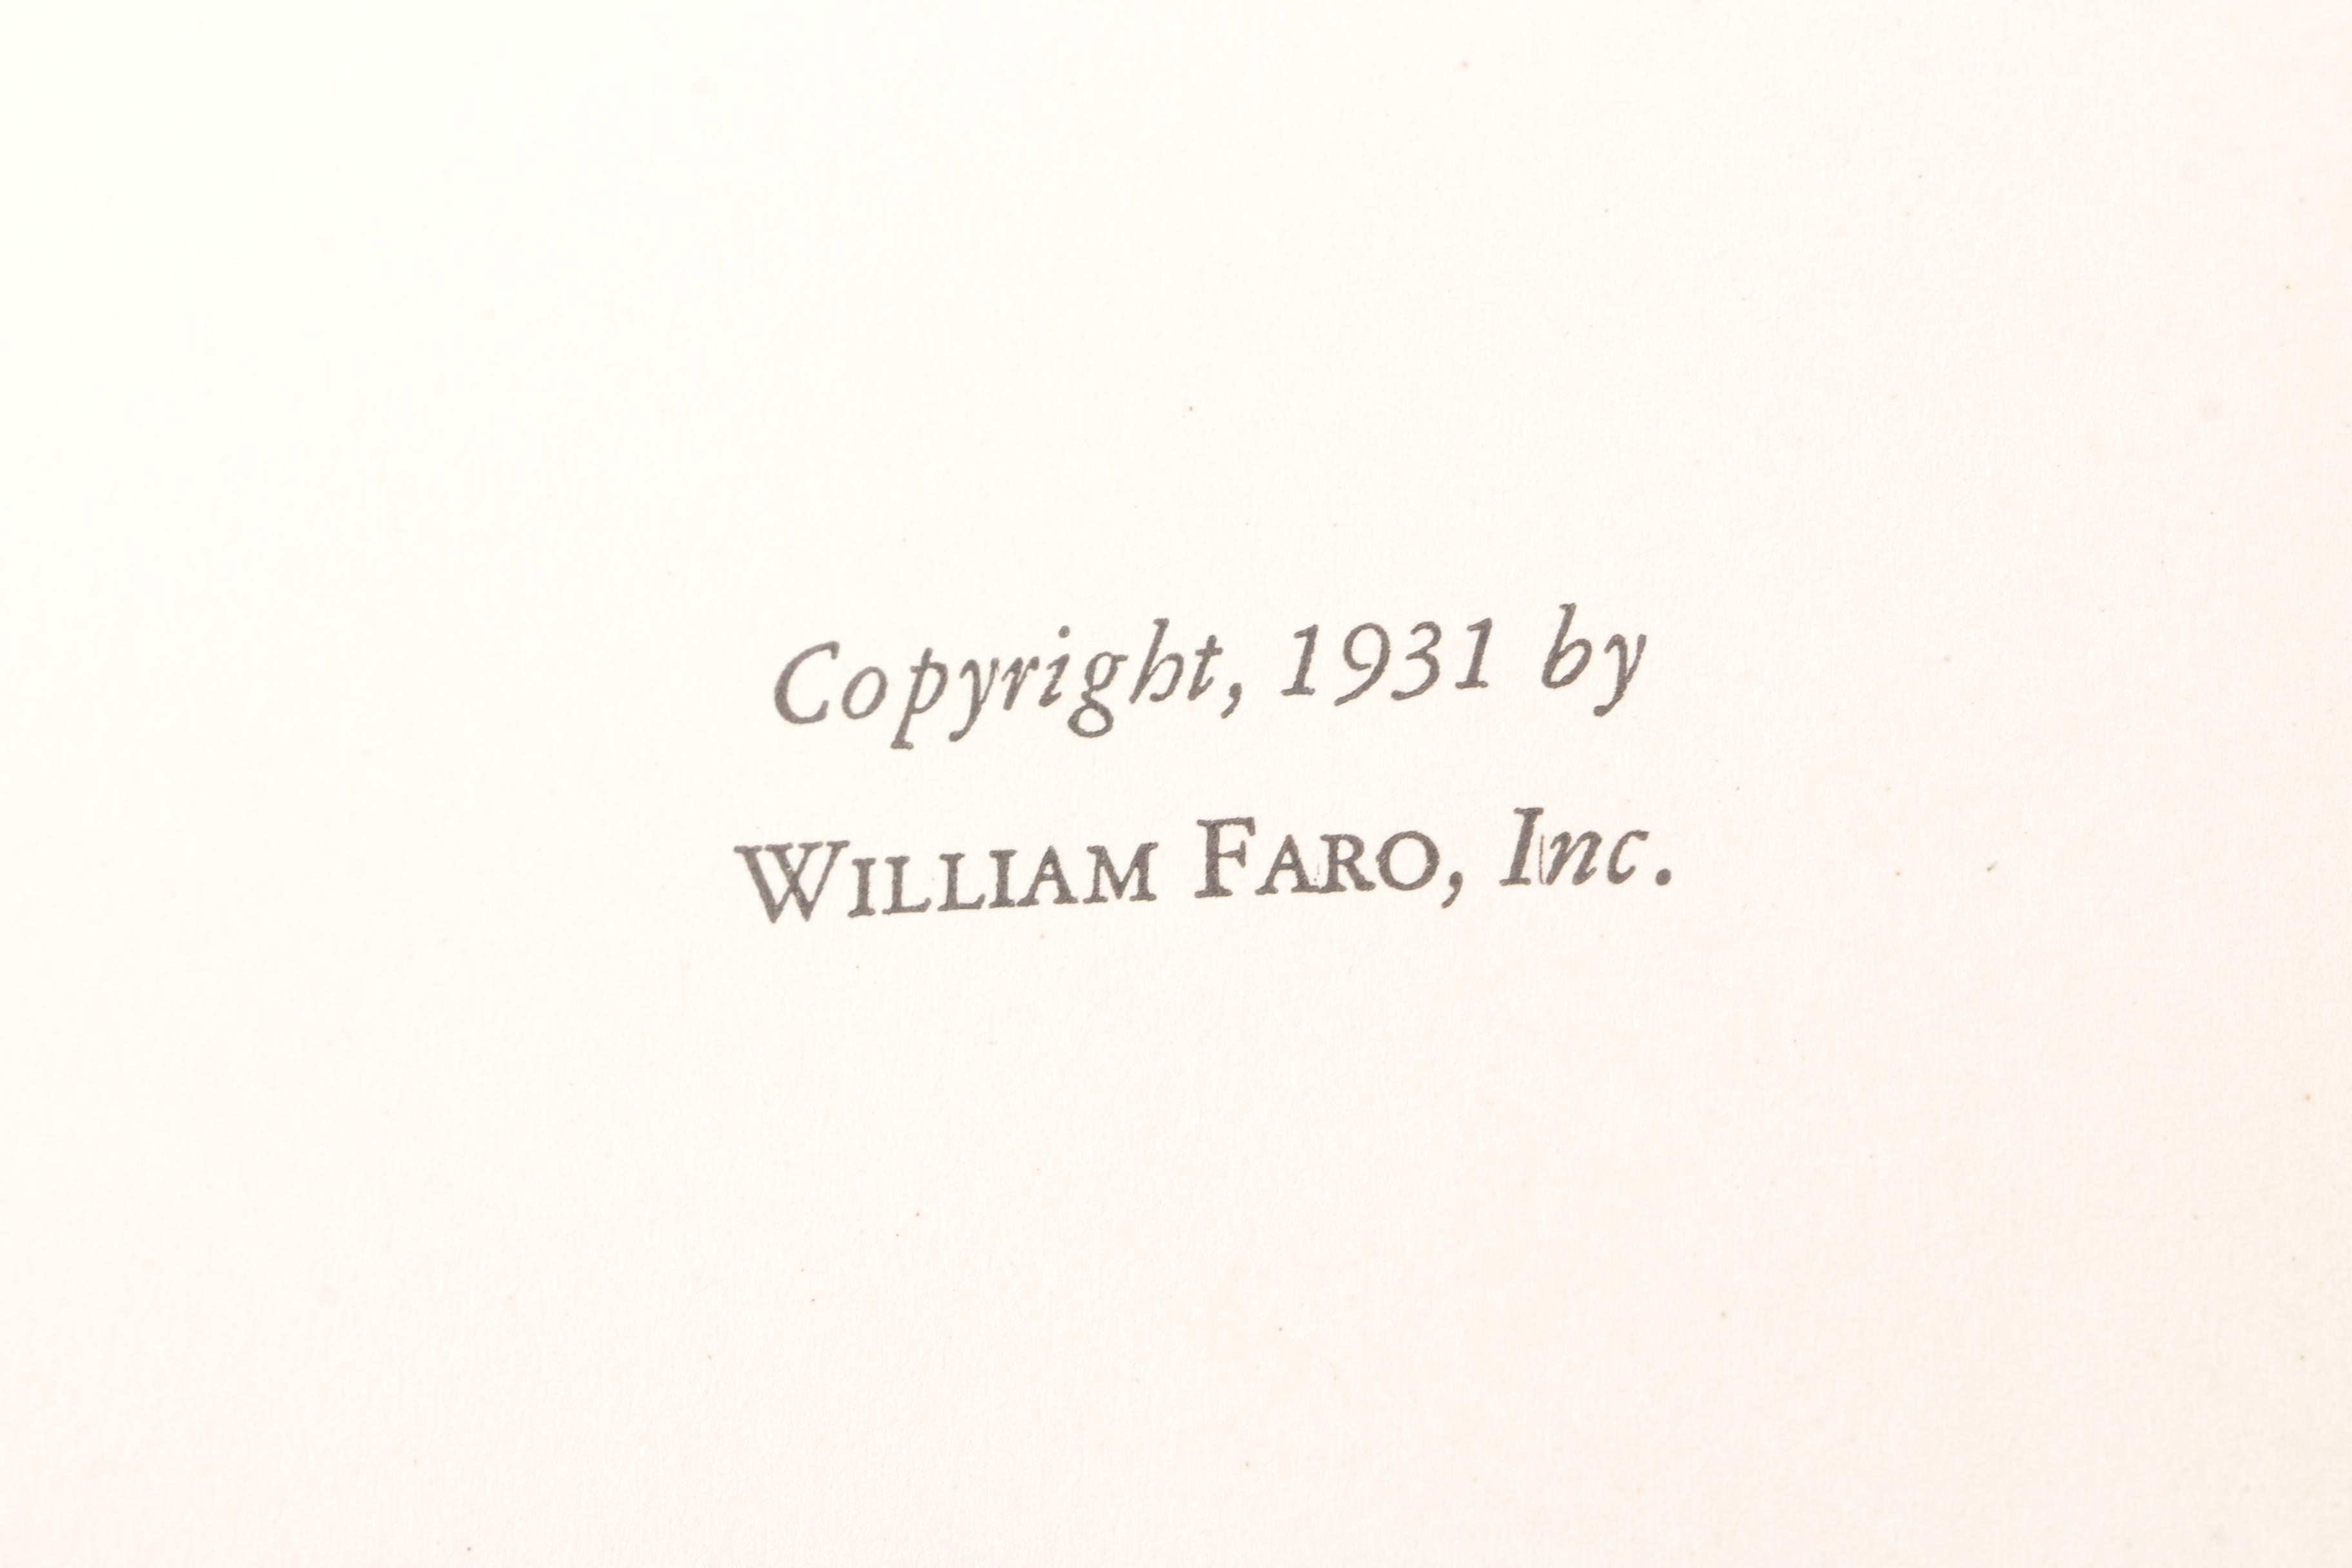 Copyright, 1931 by
WILLIAM FARO, Inc.